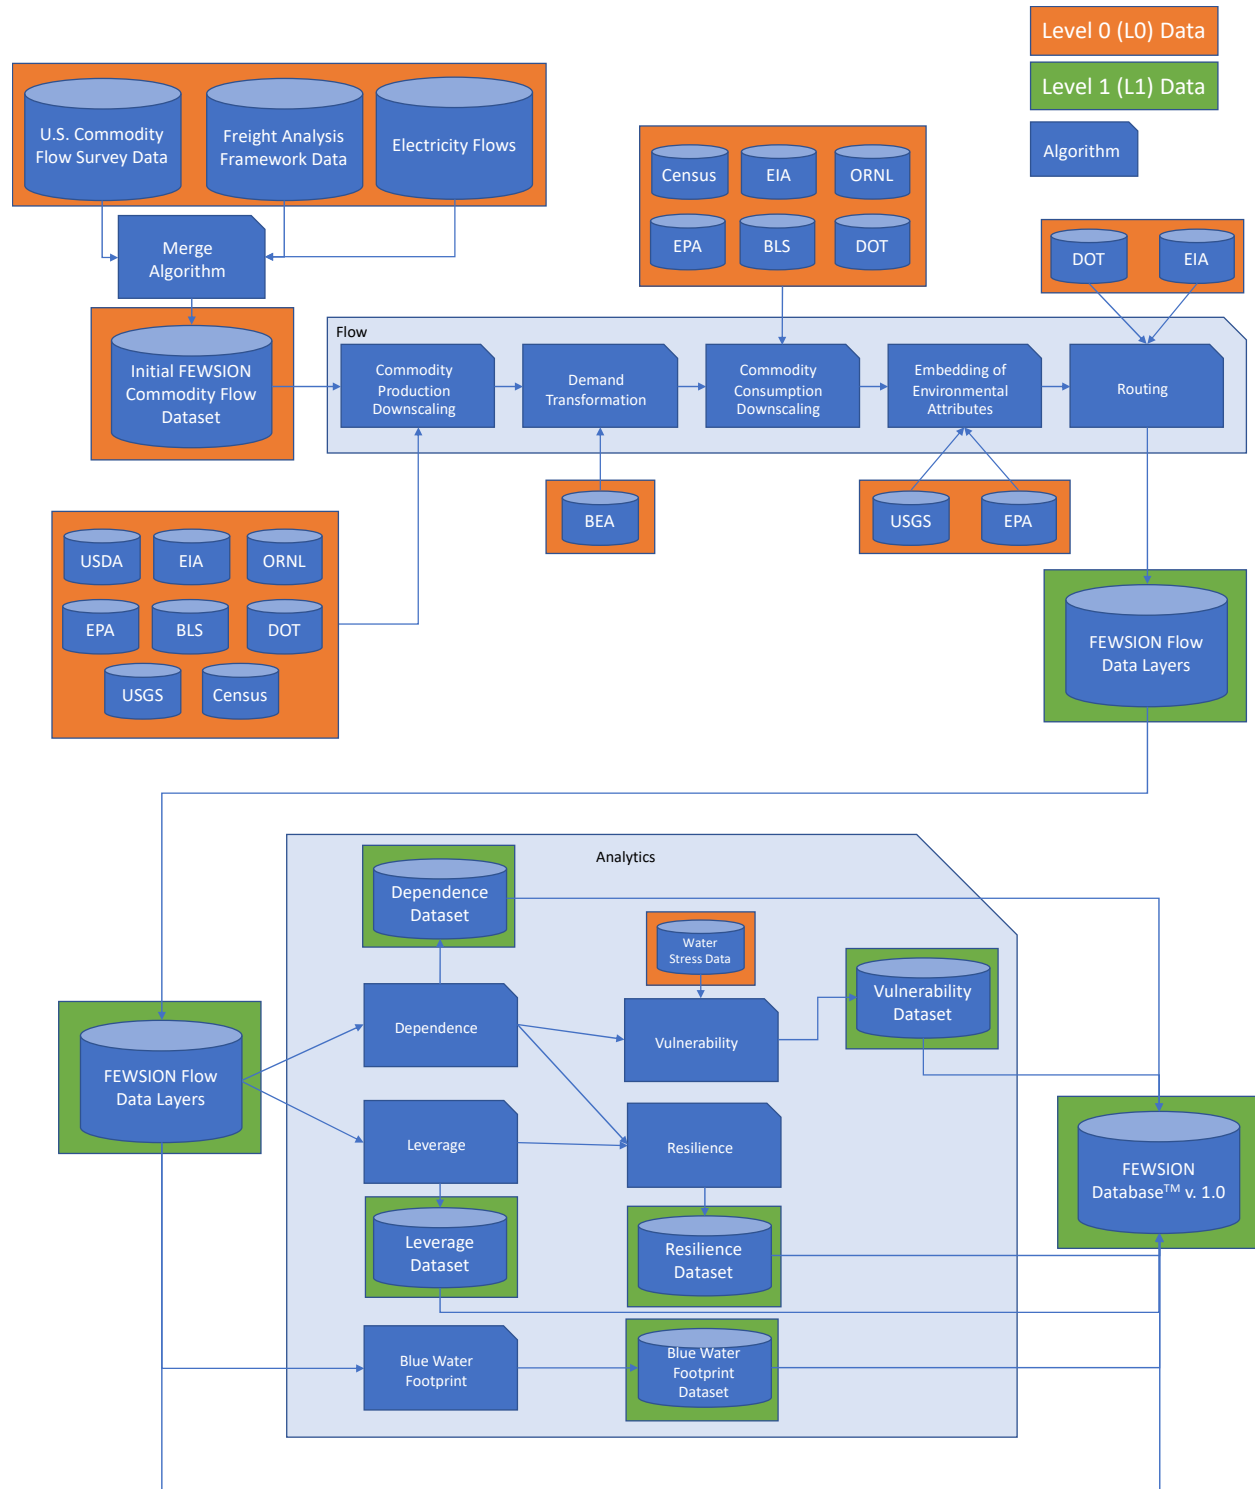 Level 0 (L0) Data
Level 1 (L1) Data
Algorithm
U.S. Commodity
Flow Survey Data
Freight Analysis
Framework Data
Electricity Flows
Merge
Algorithm
Initial FEWSION
Commodity Flow
Dataset
Census
EIA
ORNL
EPA
BLS
DOT
DOT
EIA
Flow
Commodity
Production
Downscaling
Demand
Transformation
Commodity
Consumption
Downscaling
Embedding of
Environmental
Attributes
Routing
BEA
USGS
EPA
USDA
EIA
ORNL
EPA
BLS
DOT
USGS
Census
FEWSION Flow
Data Layers
Analytics
Dependence
Dataset
Water
Stress Data
Vulnerability
Dataset
Dependence
Vulnerability
FEWSION Flow
Data Layers
Leverage
Resilience
FEWSION
Database™ v. 1.0
Leverage
Dataset
Resilience
Dataset
Blue Water
Footprint
Blue Water
Footprint
Dataset